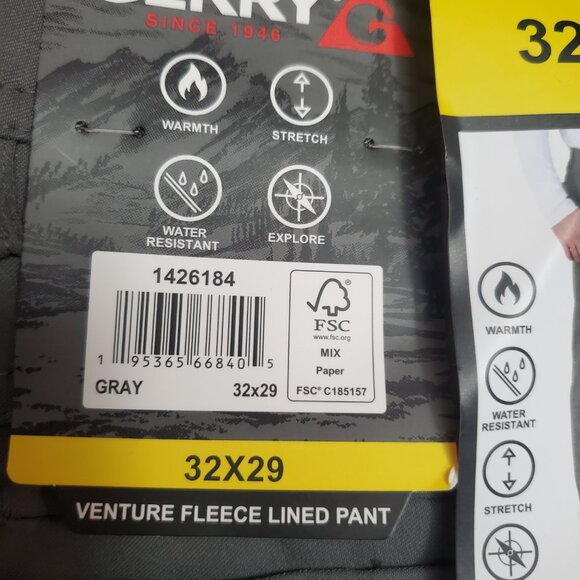 GERRY
SINCE 1946
WARMTH
STRETCH
WATER
RESISTANT
EXPLORE
1426184
1 95365 66840 5
GRAY 32x29
FSC
www.fsc.org
MIX
Paper
FSC® C185157
32X29
VENTURE FLEECE LINED PANT
32
WARMTH
WATER
RESISTANT
STRETCH